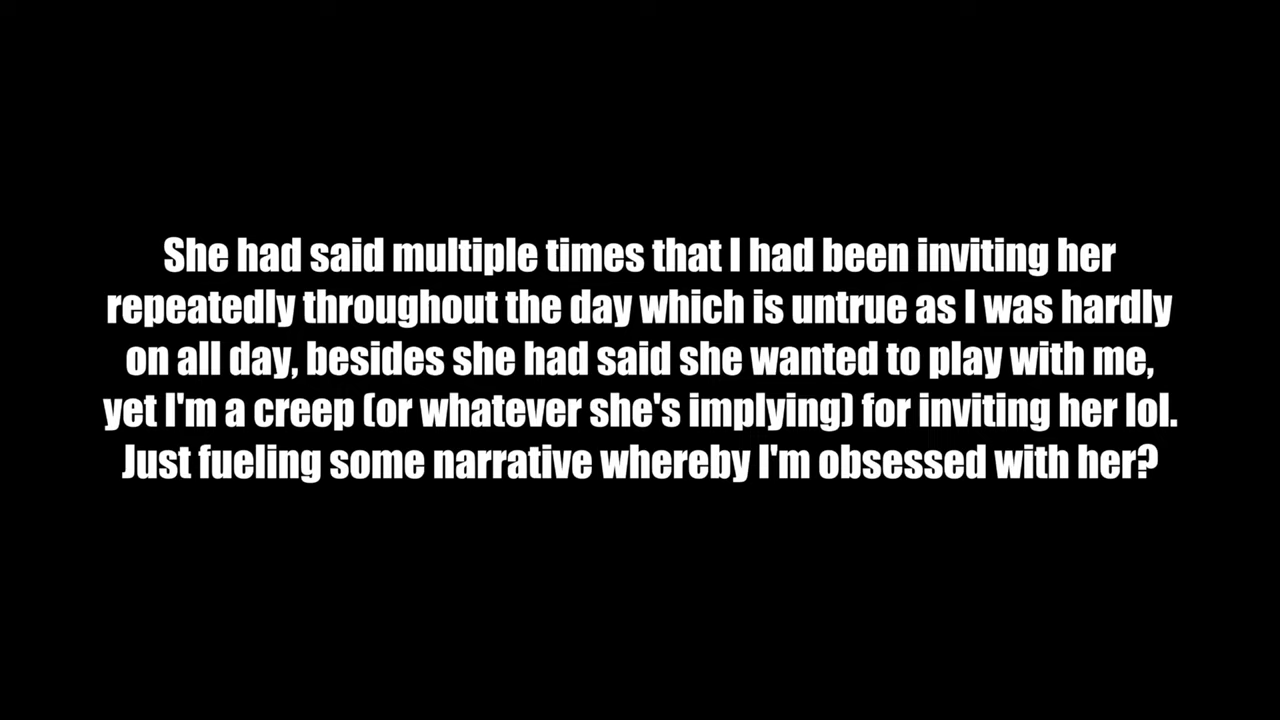 She had said multiple times that I had been inviting her
repeatedly throughout the day which is untrue as I was hardly
on all day, besides she had said she wanted to play with me,
yet I'm a creep (or whatever she's implying) for inviting her lol.
Just fueling some narrative whereby I'm obsessed with her?